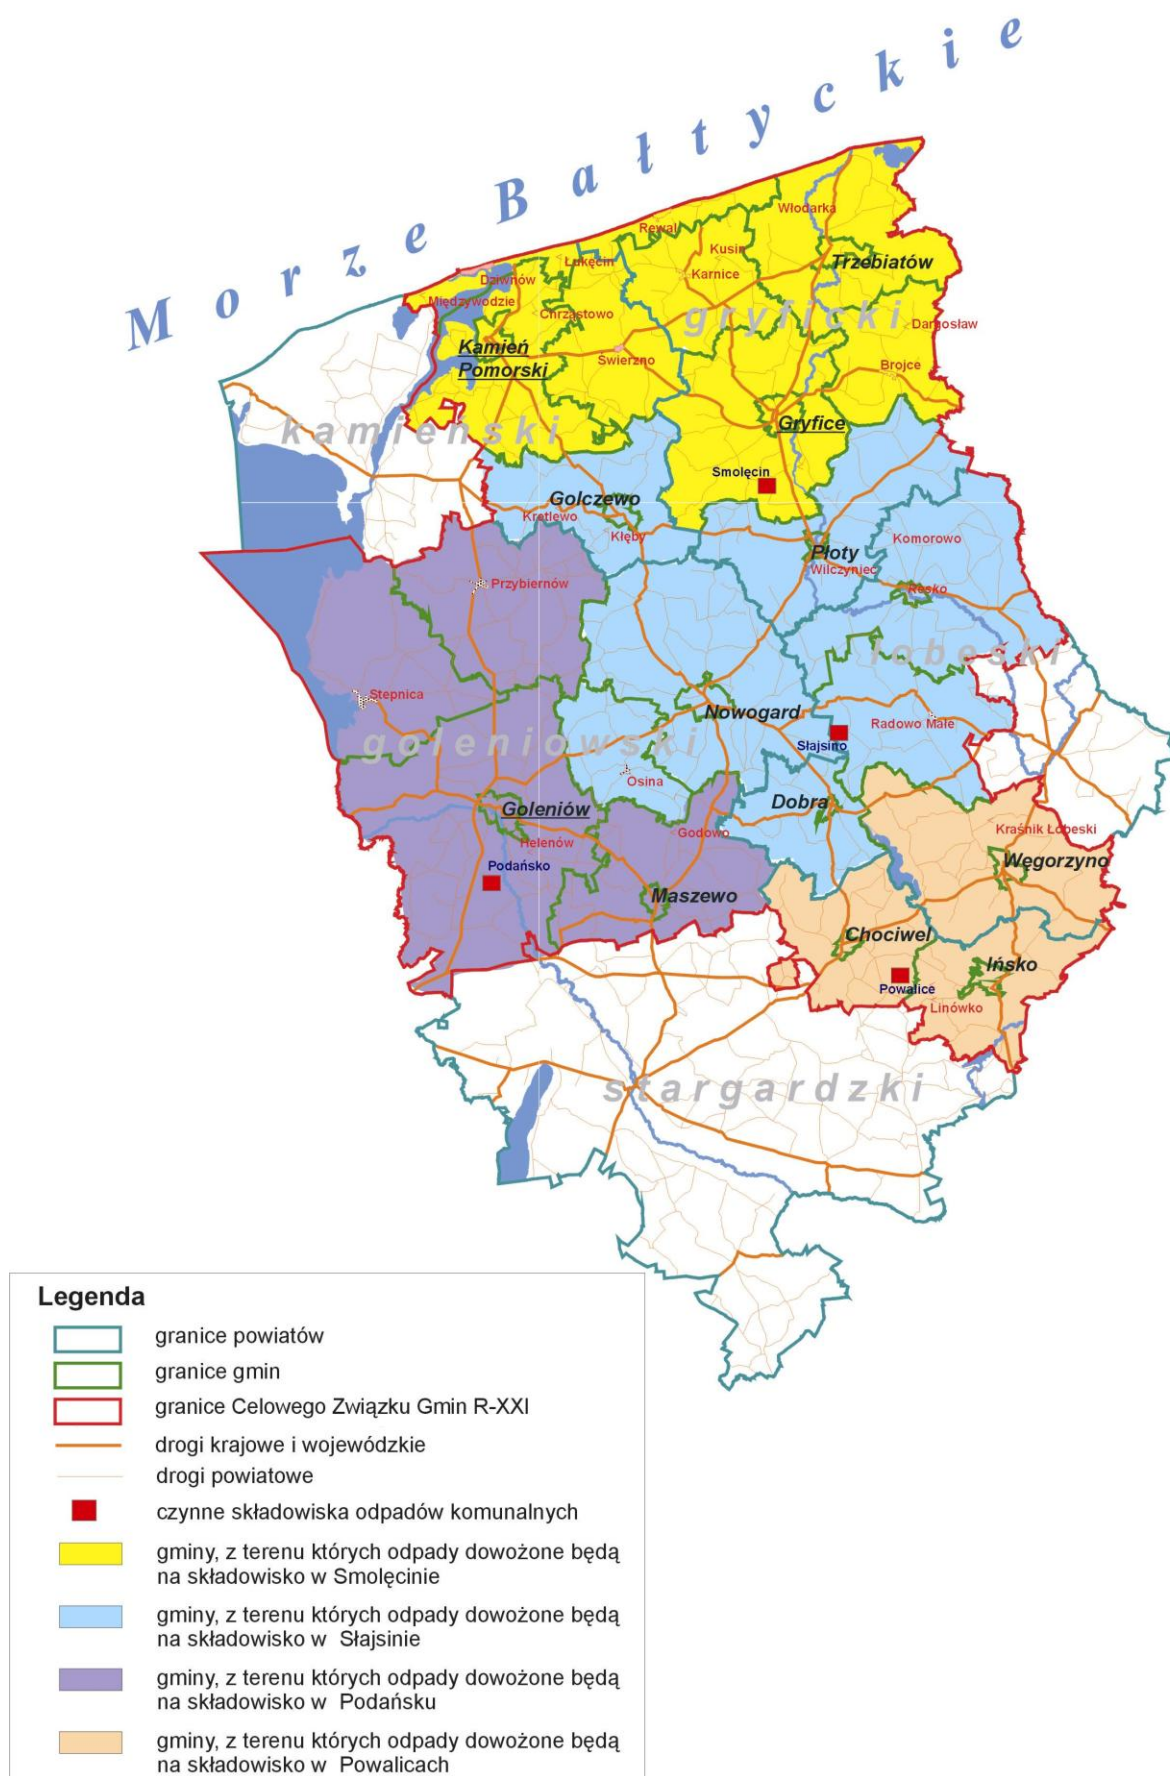 Morze Bałtyckie
Włodarka
Rewal
Kusin
Trzebiatów
Łukęcin
Karnice
Dziwnów
Międzywodzie
Chrząstowo
gryficki
Dargosław
Kamień
Pomorski
Świerzno
Brojce
kamieński
Gryfice
Smolęcin
Golczewo
Kretlewo
Kłęby
Komorowo
Płoty
Wilczyniec
Przybiernów
Resko
łobeski
Stepnica
Nowogard
Radowo Małe
goleniowski
Słajsino
Osina
Dobra
Goleniów
Godowo
Kraśnik Łobeski
Helenów
Węgorzyno
Podańsko
Maszewo
Chociwel
Ińsko
Powalice
Linówko
stargardzki
Legenda
granice powiatów
granice gmin
granice Celowego Związku Gmin R-XXI
drogi krajowe i wojewódzkie
drogi powiatowe
czynne składowiska odpadów komunalnych
gminy, z terenu których odpady dowożone będą
na składowisko w Smolęcinie
gminy, z terenu których odpady dowożone będą
na składowisko w Słajsinie
gminy, z terenu których odpady dowożone będą
na składowisko w Podańsku
gminy, z terenu których odpady dowożone będą
na składowisko w Powalicach